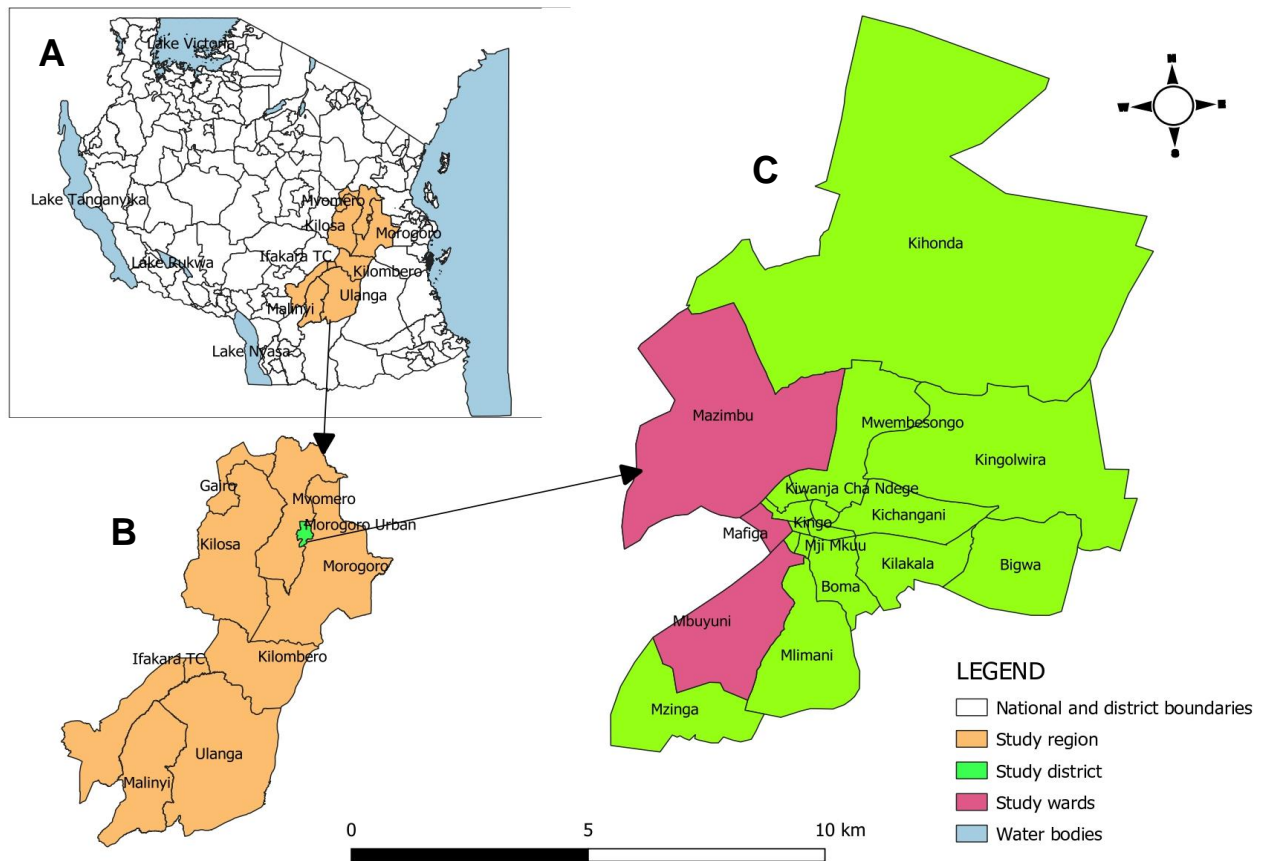 A
Lake Victoria
Lake Tanganyika
Mvomero
Kilosa
Morogoro
Ifakara TC
Lake Rukwa
Kilombero
Ulanga
Malinyi
Lake Nyasa
B
Gairo
Mvomero
Morogoro Urban
Kilosa
Morogoro
Ifakara TC
Kilombero
Ulanga
Malinyi
C
N
W
E
S
Kihonda
Mazimbu
Mwembesongo
Kingolwira
Kiwanja Cha Ndege
Kichangani
Kingo
Mafiga
Mji Mkuu
Kilakala
Bigwa
Boma
Mbuyuni
Mlimani
Mzinga
LEGEND
National and district boundaries
Study region
Study district
Study wards
Water bodies
0 5 10 km